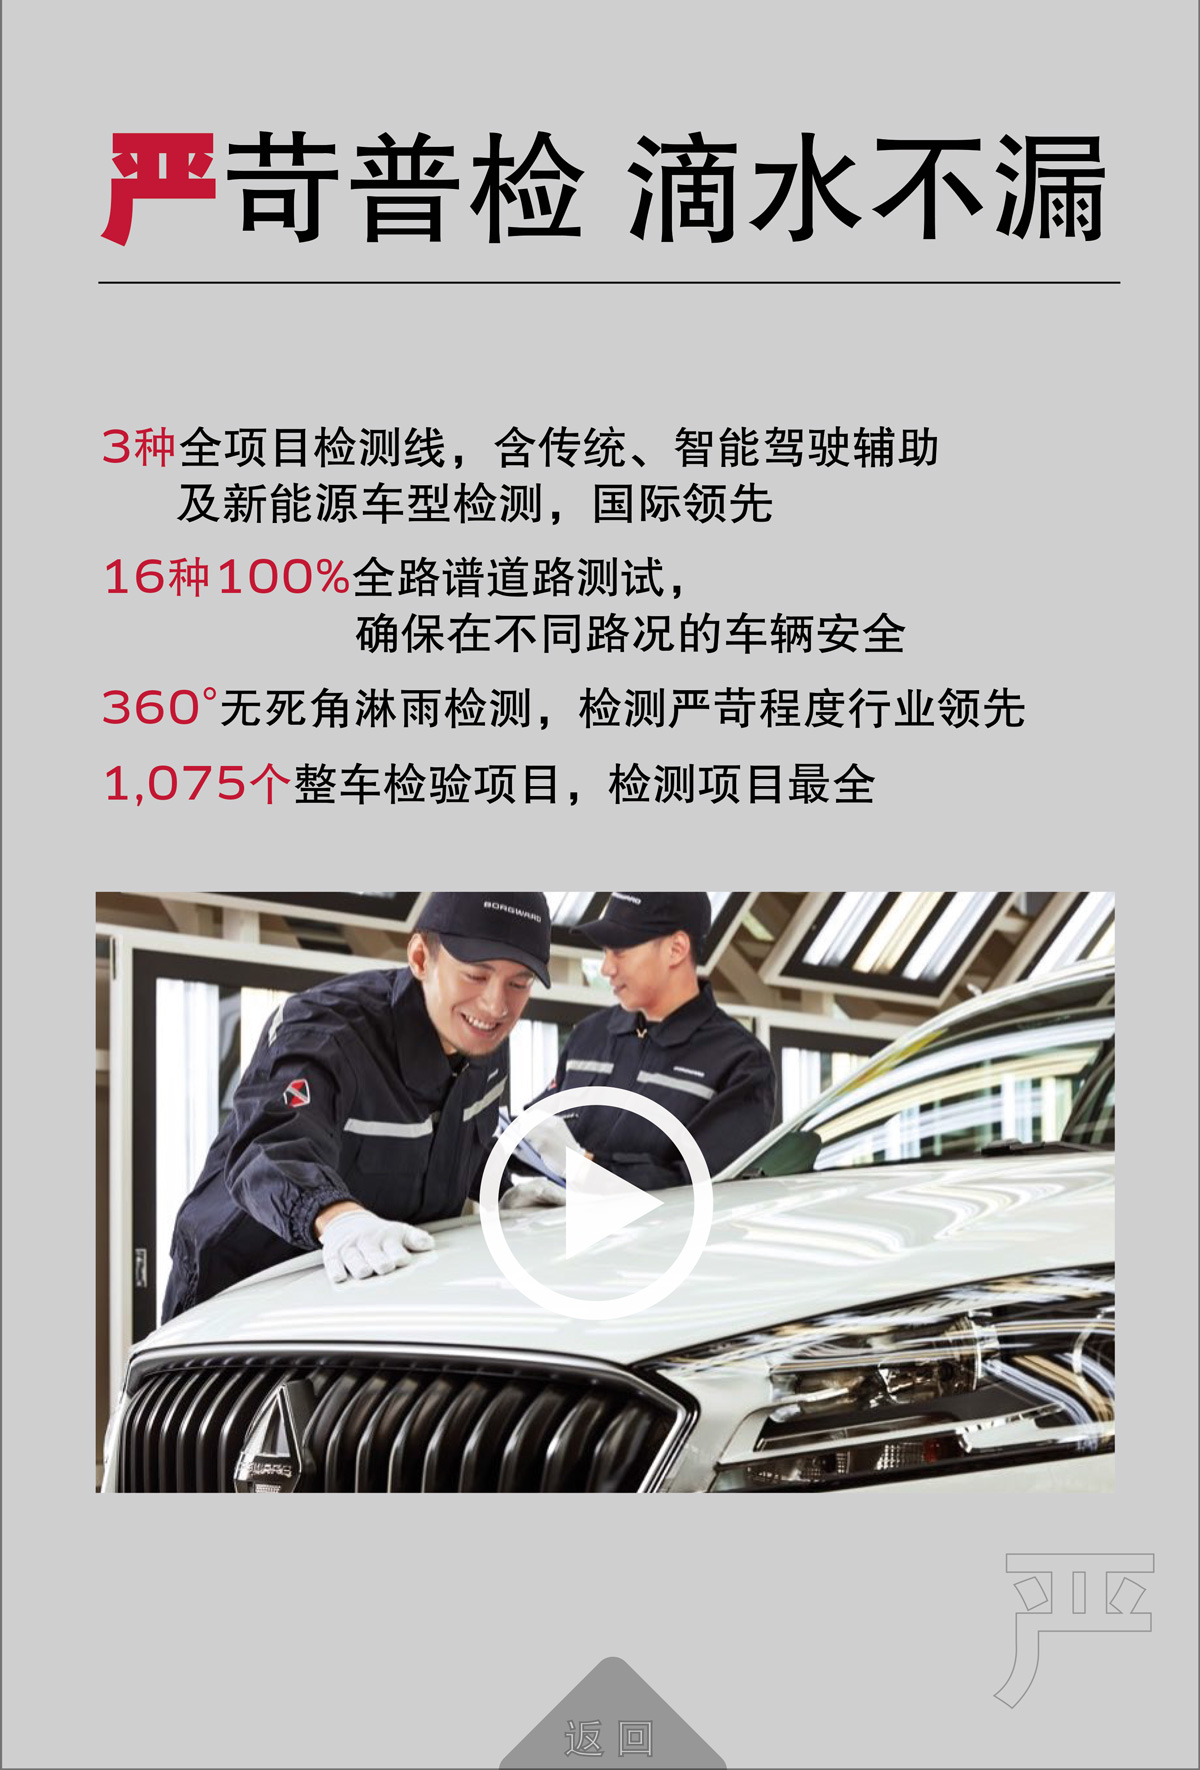 严苛普检 滴水不漏
3种全项目检测线，含传统、智能驾驶辅助
及新能源车型检测，国际领先
16种100%全路谱道路测试，
确保在不同路况的车辆安全
360°无死角淋雨检测，检测严苛程度行业领先
1,075个整车检验项目，检测项目最全
BORGWARD
严
返回